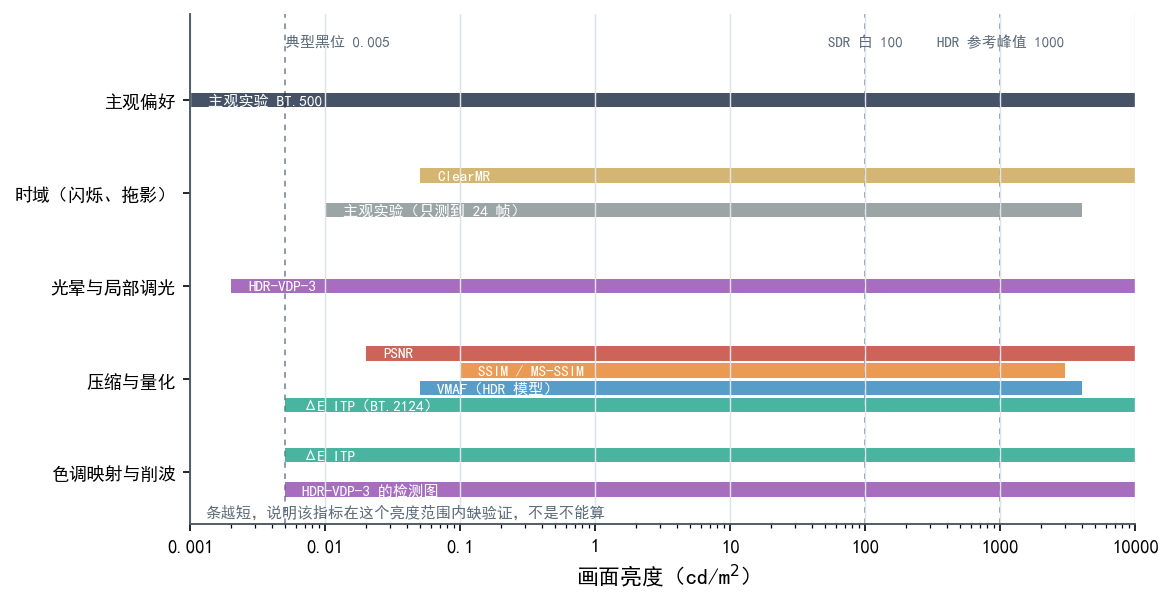 典型黑位 0.005
SDR 白 100
HDR 参考峰值 1000
主观偏好
主观实验 BT.500
时域（闪烁、拖影）
ClearMR
主观实验（只测到 24 帧）
光晕与局部调光
HDR-VDP-3
压缩与量化
PSNR
SSIM / MS-SSIM
VMAF（HDR 模型）
ΔE ITP（BT.2124）
色调映射与削波
ΔE ITP
HDR-VDP-3 的检测图
条越短，说明该指标在这个亮度范围内缺验证，不是不能算
0.001
0.01
0.1
1
10
100
1000
10000
画面亮度（cd/m²）